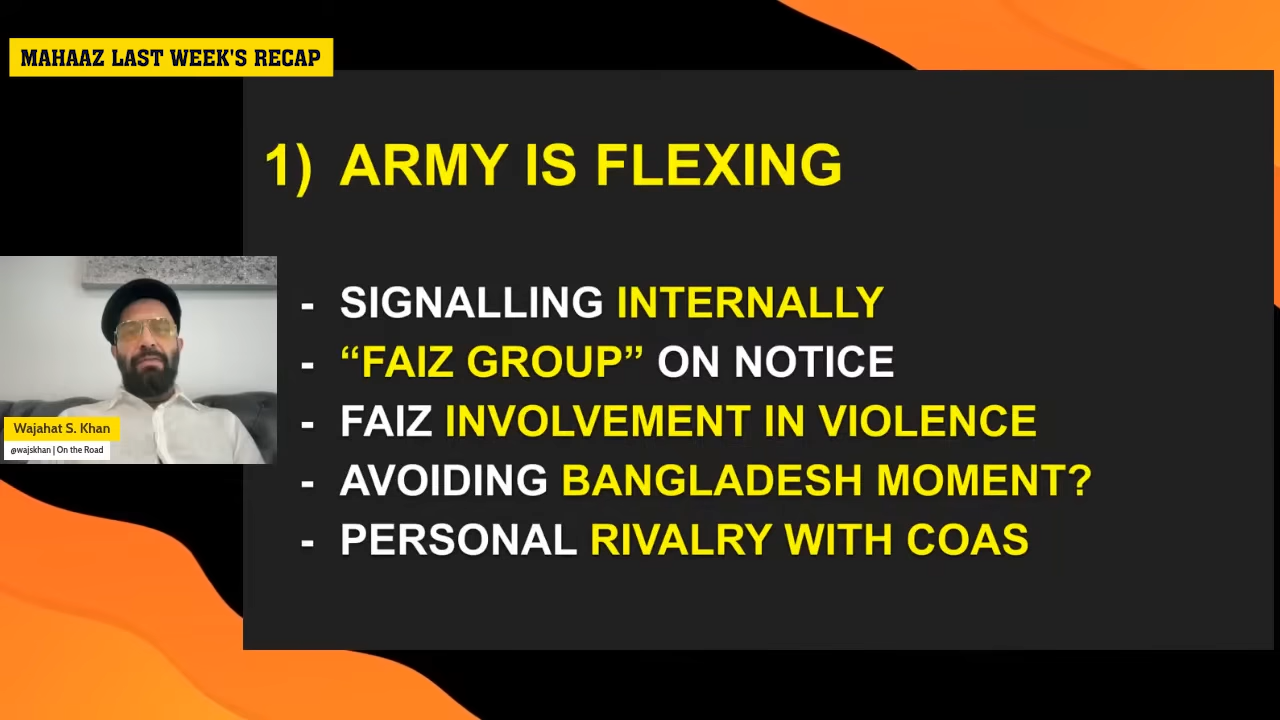 MAHAAZ LAST WEEK'S RECAP
1) ARMY IS FLEXING
- SIGNALLING INTERNALLY
- “FAIZ GROUP” ON NOTICE
- FAIZ INVOLVEMENT IN VIOLENCE
- AVOIDING BANGLADESH MOMENT?
- PERSONAL RIVALRY WITH COAS
Wajahat S. Khan
@wajskhan | On the Road